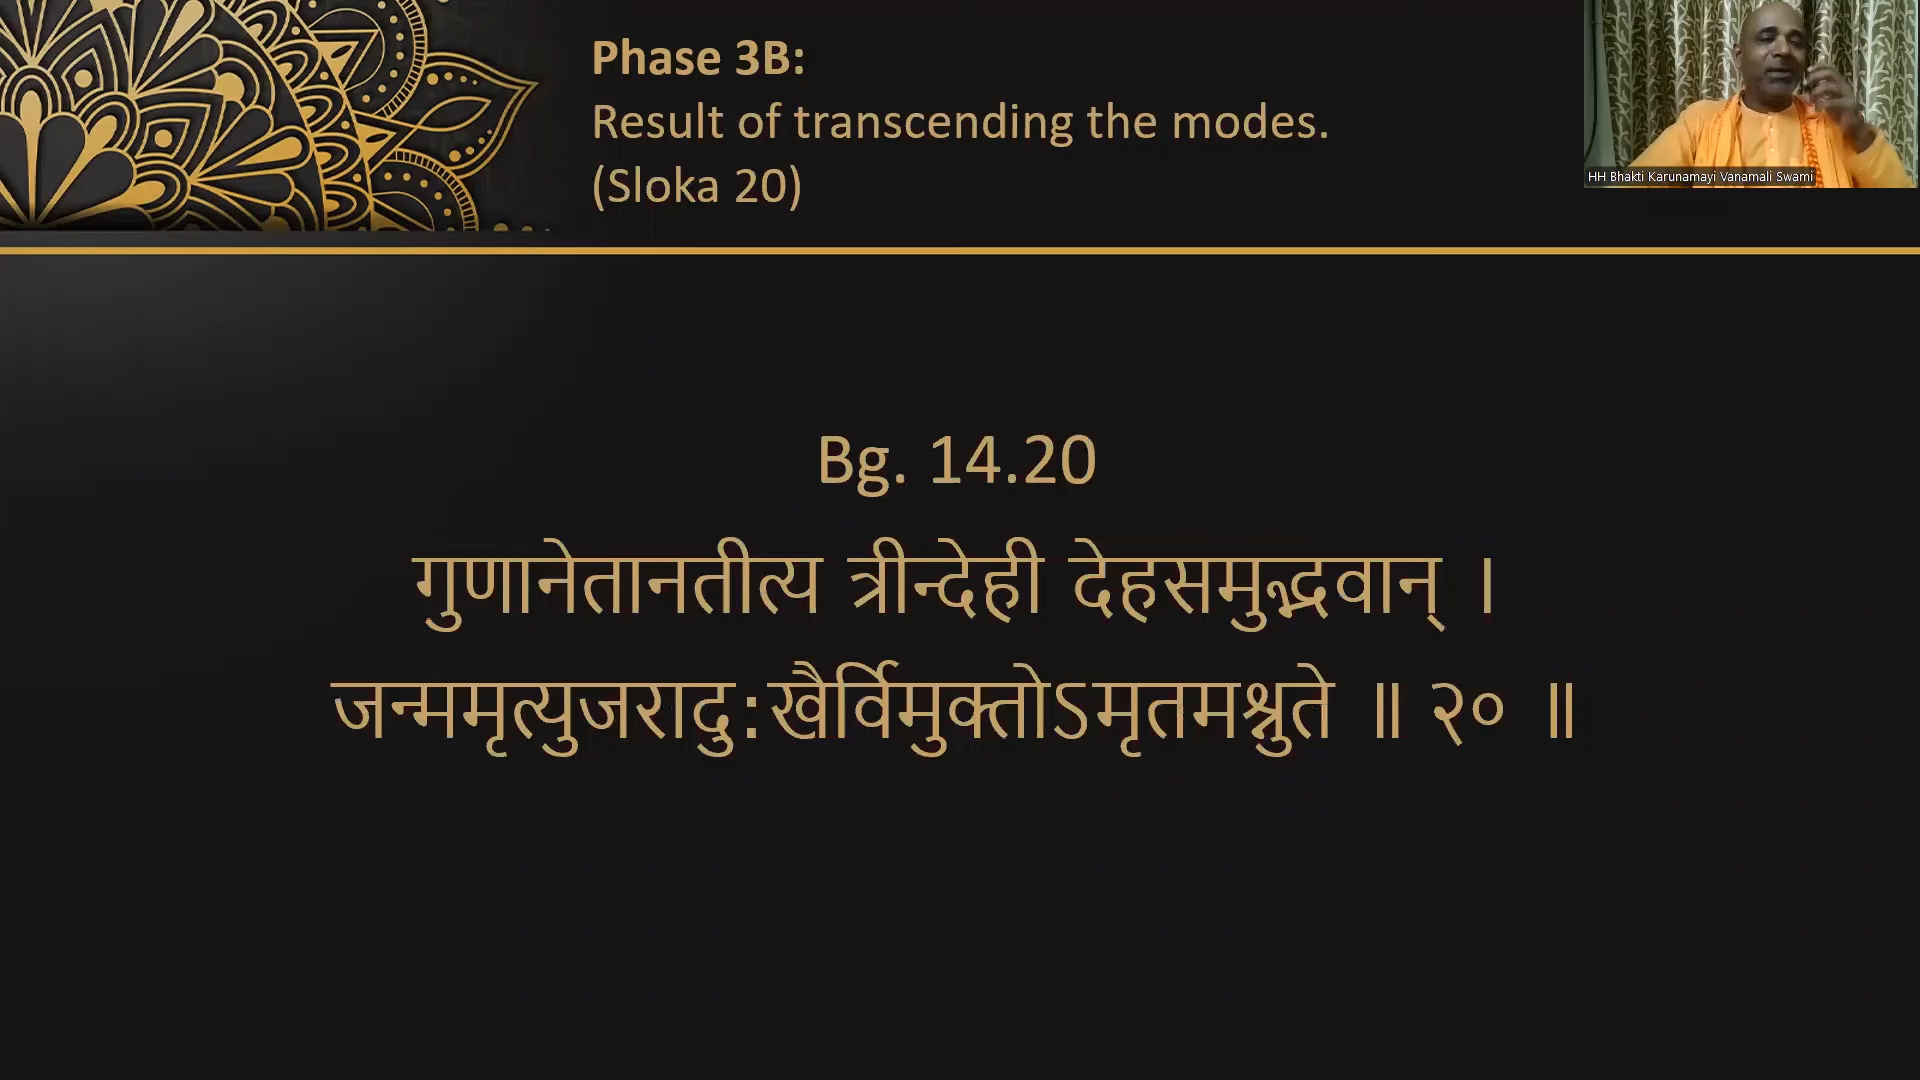 Phase 3B:
Result of transcending the modes.
(Sloka 20)
HH Bhakti Karunamayi Vanamali Swami
Bg. 14.20
गुणानेतानतीत्य त्रीन्देही देहसमुद्भवान् ।
जन्ममृत्युजरादु:खैर्विमुक्तोऽमृतमश्नुते ॥ २० ॥